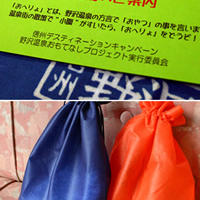 「おへりょ」とは、野沢温泉の方言で「おやつ」の事を言います
温泉街の散策で"小腹"がすいたら、「おへりょ」をどうぞ!
信州デスティネーションキャンペーン
野沢温泉おもてなしプロジェクト実行委員会